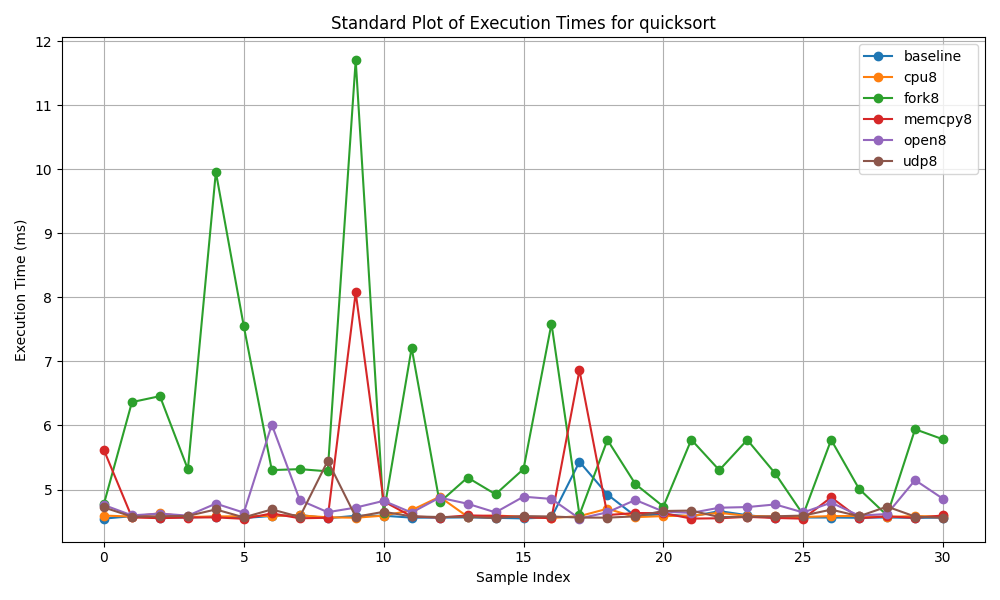 Standard Plot of Execution Times for quicksort
12
11
10
9
8
7
6
5
Execution Time (ms)
baseline
cpu8
fork8
memcpy8
open8
udp8
0 5 10 15 20 25 30
Sample Index